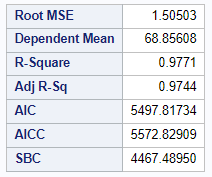 Root MSE 1.50503
Dependent Mean 68.85608
R-Square 0.9771
Adj R-Sq 0.9744
AIC 5497.81734
AICC 5572.82909
SBC 4467.48950